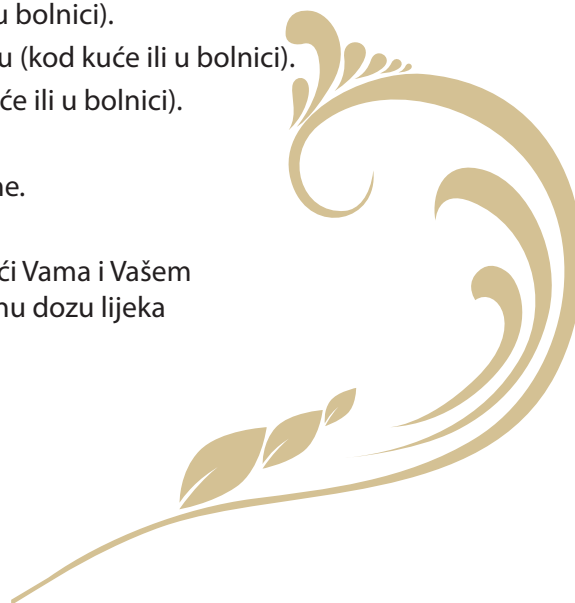 u bolnici).
u (kod kuće ili u bolnici).
će ili u bolnici).
ne.
ći Vama i Vašem
nu dozu lijeka